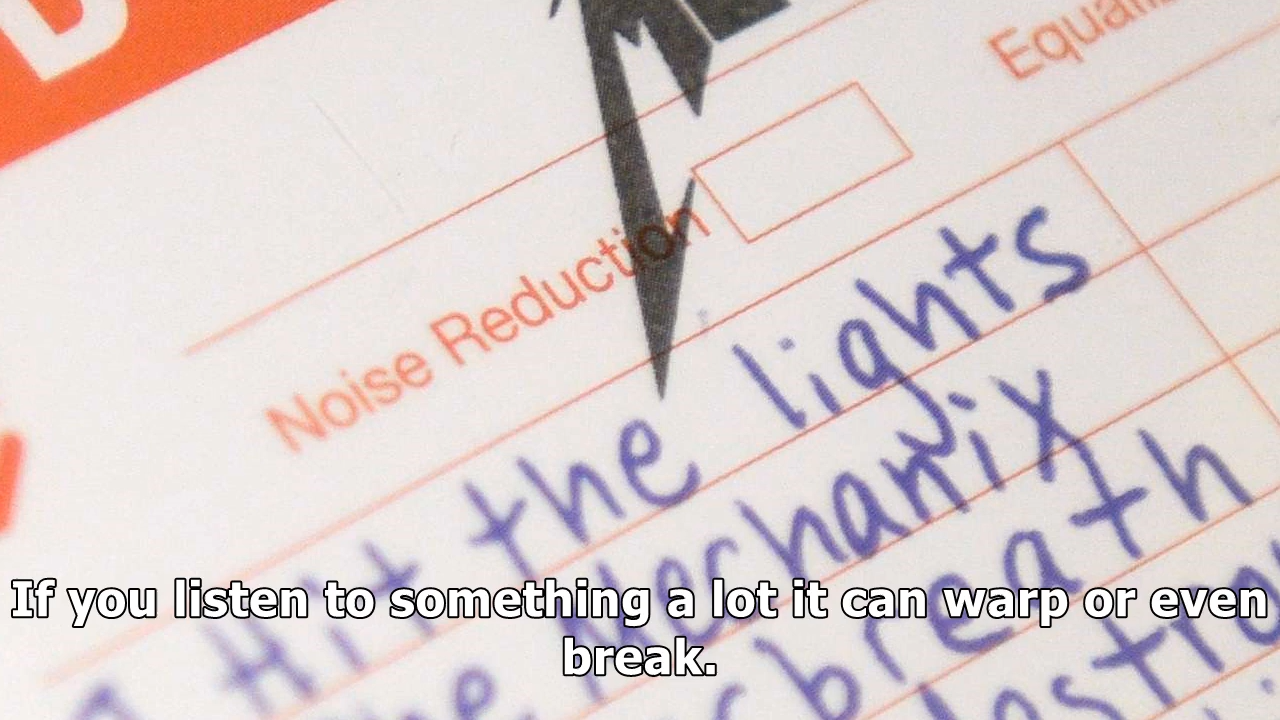 D
Equali
Noise Reduction
Hit the lights
The Mechanix
breath
If you listen to something a lot it can warp or even
break.